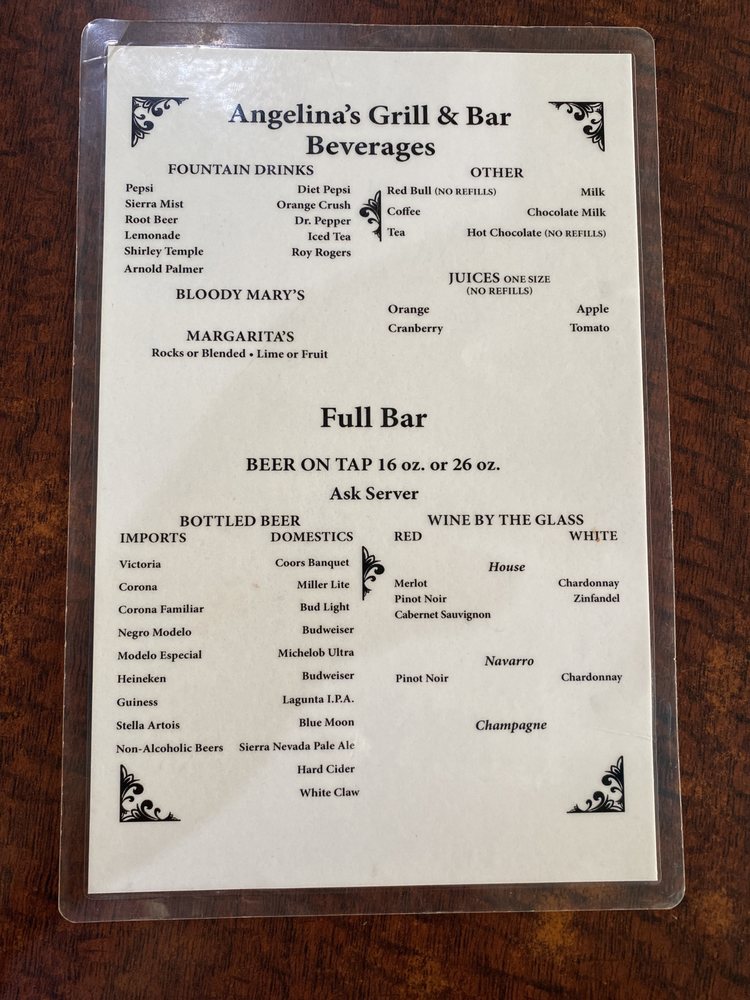 Angelina's Grill & Bar
Beverages
FOUNTAIN DRINKS
Pepsi Diet Pepsi
Sierra Mist Orange Crush
Root Beer Dr. Pepper
Lemonade Iced Tea
Shirley Temple Roy Rogers
Arnold Palmer
BLOODY MARY'S
MARGARITA'S
Rocks or Blended • Lime or Fruit
OTHER
Red Bull (NO REFILLS) Milk
Coffee Chocolate Milk
Tea Hot Chocolate (NO REFILLS)
JUICES ONE SIZE
(NO REFILLS)
Orange Apple
Cranberry Tomato
Full Bar
BEER ON TAP 16 oz. or 26 oz.
Ask Server
BOTTLED BEER
IMPORTS DOMESTICS
Victoria Coors Banquet
Corona Miller Lite
Corona Familiar Bud Light
Negro Modelo Budweiser
Modelo Especial Michelob Ultra
Heineken Budweiser
Guiness Lagunta I.P.A.
Stella Artois Blue Moon
Non-Alcoholic Beers Sierra Nevada Pale Ale
Hard Cider
White Claw
WINE BY THE GLASS
RED WHITE
House
Merlot Chardonnay
Pinot Noir Zinfandel
Cabernet Sauvignon
Navarro
Pinot Noir Chardonnay
Champagne